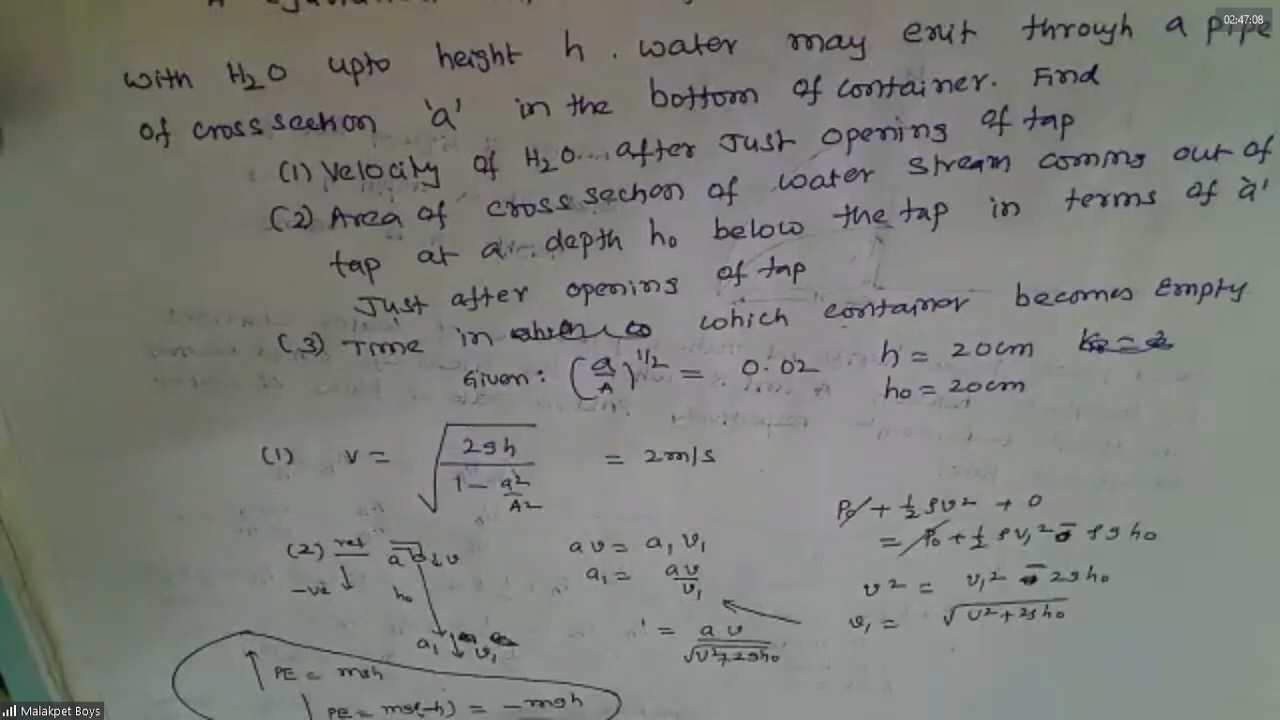 02:47:08
with H2O upto height h . water may exit through a pipe
of cross section 'a' in the bottom of container. Find
(1) velocity of H2O... after Just opening of tap
(2) Area of cross section of water stream comming out of
tap at a depth h0 below the tap in terms of 'a'
Just after opening of tap
(3) Time in which container becomes empty
Given: (a/A)^1/2 = 0.02 h = 20cm
h0 = 20cm
(1) v = √(2gh / (1 - a²/A²)) = 2m/s
P0 + ½ρv² + 0
= P0 + ½ρv1² - ρgh0
(2) ref a v
-ve h0
av = a1v1
a1 = av/v1
v² = v1² - 2gh0
v1 = √(v²+2gh0)
a1 v1
= av/√(v²+2gh0)
PE = mgh
PE = mg(-h) = -mgh
Malakpet Boys